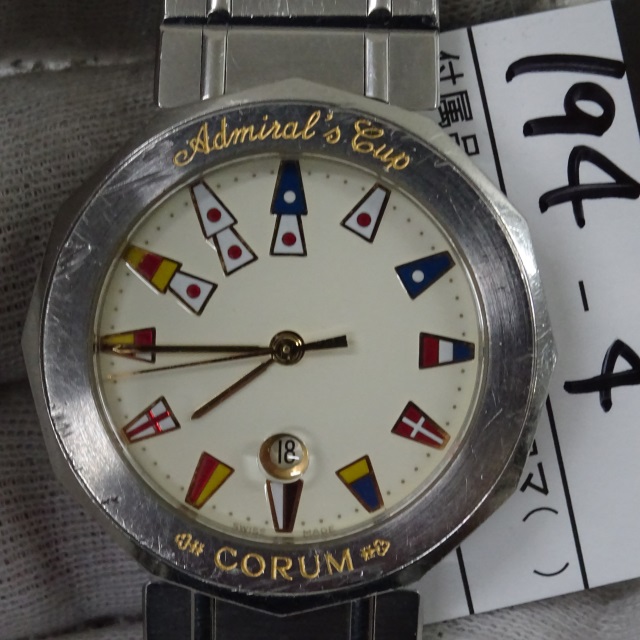 Admiral's Cup
18
SWISS MADE
CORUM
付属品
194-4